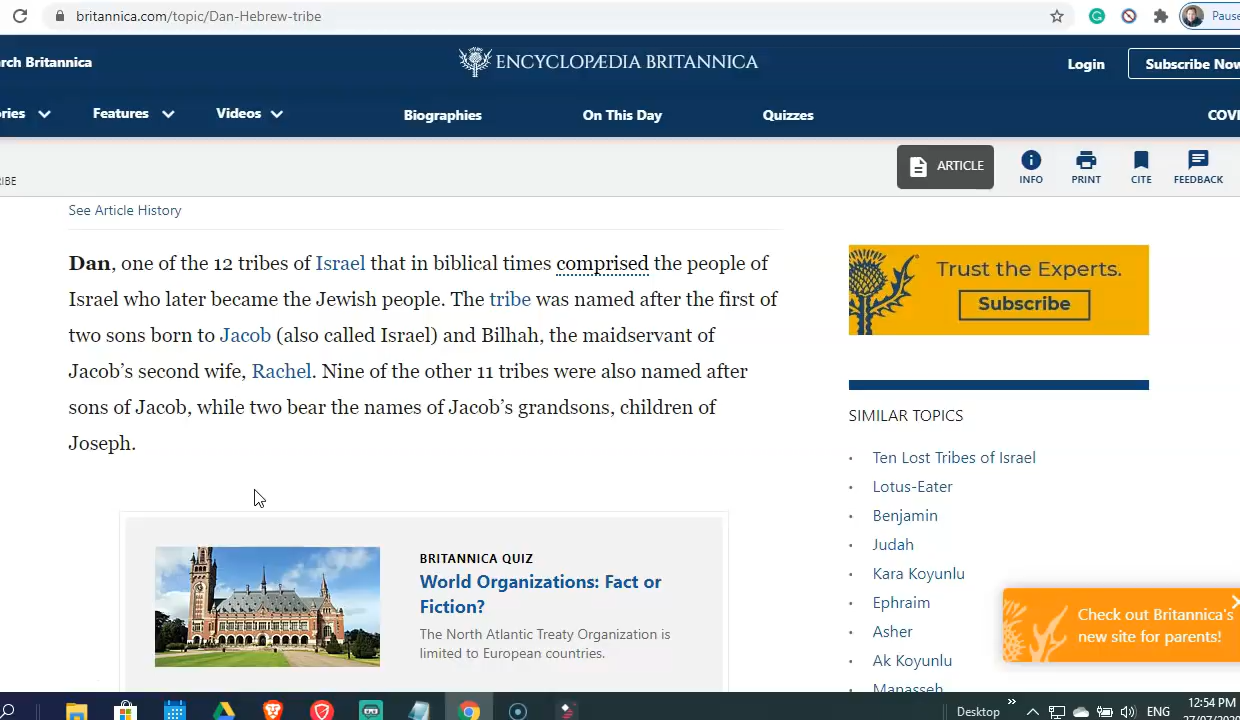 britannica.com/topic/Dan-Hebrew-tribe
Pause
rch Britannica
ENCYCLOPÆDIA BRITANNICA
Login
Subscribe Now
ries
Features
Videos
Biographies
On This Day
Quizzes
COVI
IBE
ARTICLE
INFO
PRINT
CITE
FEEDBACK
See Article History
Dan, one of the 12 tribes of Israel that in biblical times comprised the people of
Israel who later became the Jewish people. The tribe was named after the first of
two sons born to Jacob (also called Israel) and Bilhah, the maidservant of
Jacob’s second wife, Rachel. Nine of the other 11 tribes were also named after
sons of Jacob, while two bear the names of Jacob’s grandsons, children of
Joseph.
Trust the Experts.
Subscribe
SIMILAR TOPICS
Ten Lost Tribes of Israel
Lotus-Eater
Benjamin
Judah
Kara Koyunlu
Ephraim
Asher
Ak Koyunlu
Manasseh
BRITANNICA QUIZ
World Organizations: Fact or
Fiction?
The North Atlantic Treaty Organization is
limited to European countries.
Check out Britannica's
new site for parents!
Desktop
ENG
12:54 PM